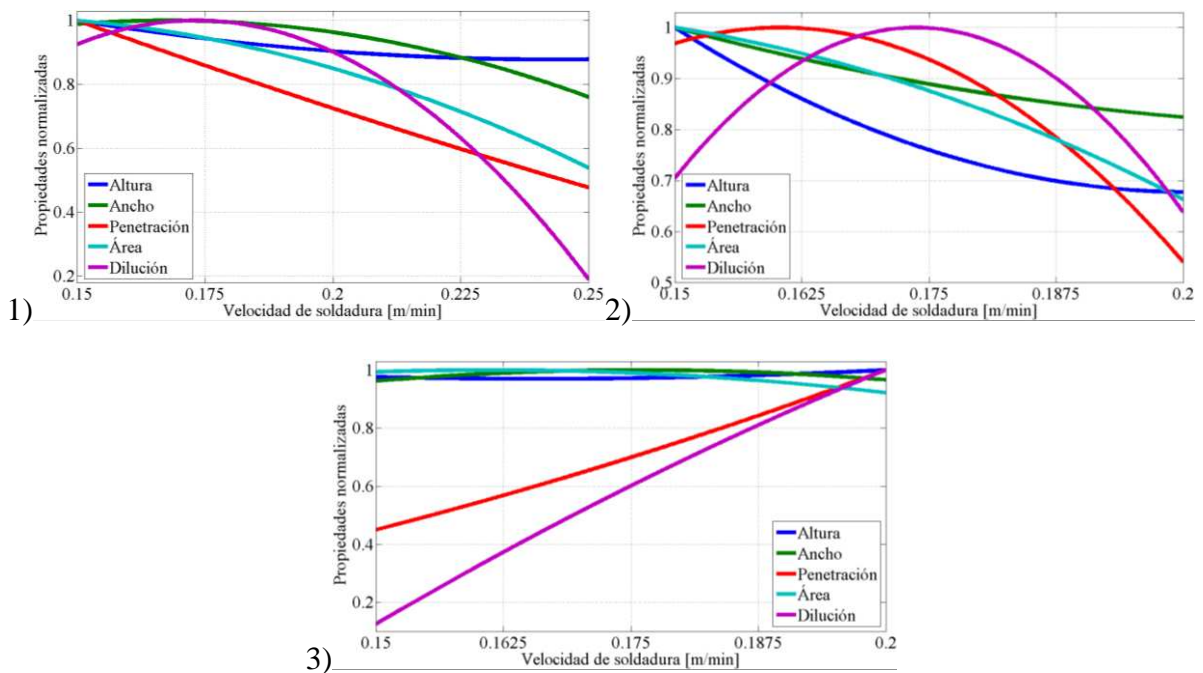 1)
Propiedades normalizadas
1
0.8
0.6
0.4
0.2
Altura
Ancho
Penetración
Área
Dilución
0.15
0.175
0.2
0.225
0.25
Velocidad de soldadura [m/min]
2)
Propiedades normalizadas
1
0.9
0.8
0.7
0.6
0.5
Altura
Ancho
Penetración
Área
Dilución
0.15
0.1625
0.175
0.1875
0.2
Velocidad de soldadura [m/min]
3)
Propiedades normalizadas
1
0.8
0.6
0.4
0.2
Altura
Ancho
Penetración
Área
Dilución
0.15
0.1625
0.175
0.1875
0.2
Velocidad de soldadura [m/min]